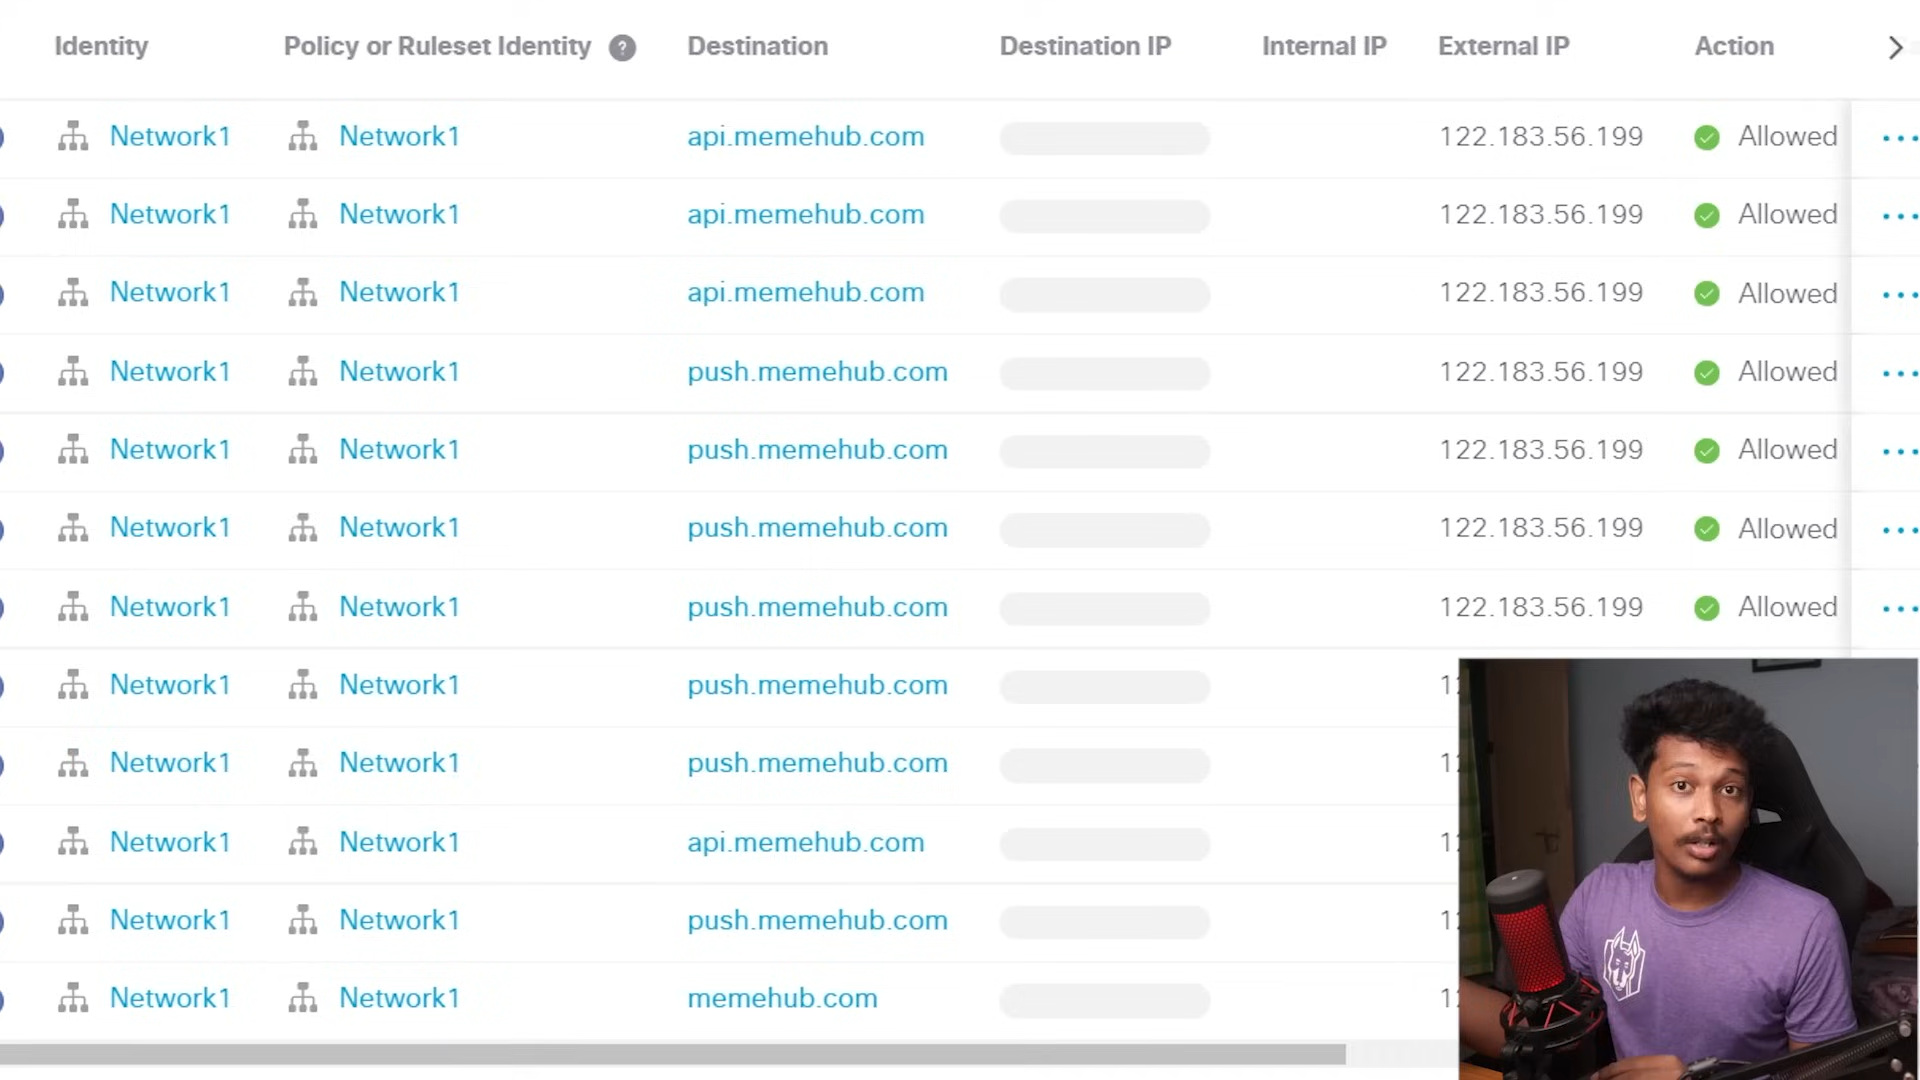 Identity Policy or Ruleset Identity ? Destination Destination IP Internal IP External IP Action
Network1 Network1 api.memehub.com 122.183.56.199 Allowed
Network1 Network1 api.memehub.com 122.183.56.199 Allowed
Network1 Network1 api.memehub.com 122.183.56.199 Allowed
Network1 Network1 push.memehub.com 122.183.56.199 Allowed
Network1 Network1 push.memehub.com 122.183.56.199 Allowed
Network1 Network1 push.memehub.com 122.183.56.199 Allowed
Network1 Network1 push.memehub.com 122.183.56.199 Allowed
Network1 Network1 push.memehub.com
Network1 Network1 push.memehub.com
Network1 Network1 api.memehub.com
Network1 Network1 push.memehub.com
Network1 Network1 memehub.com